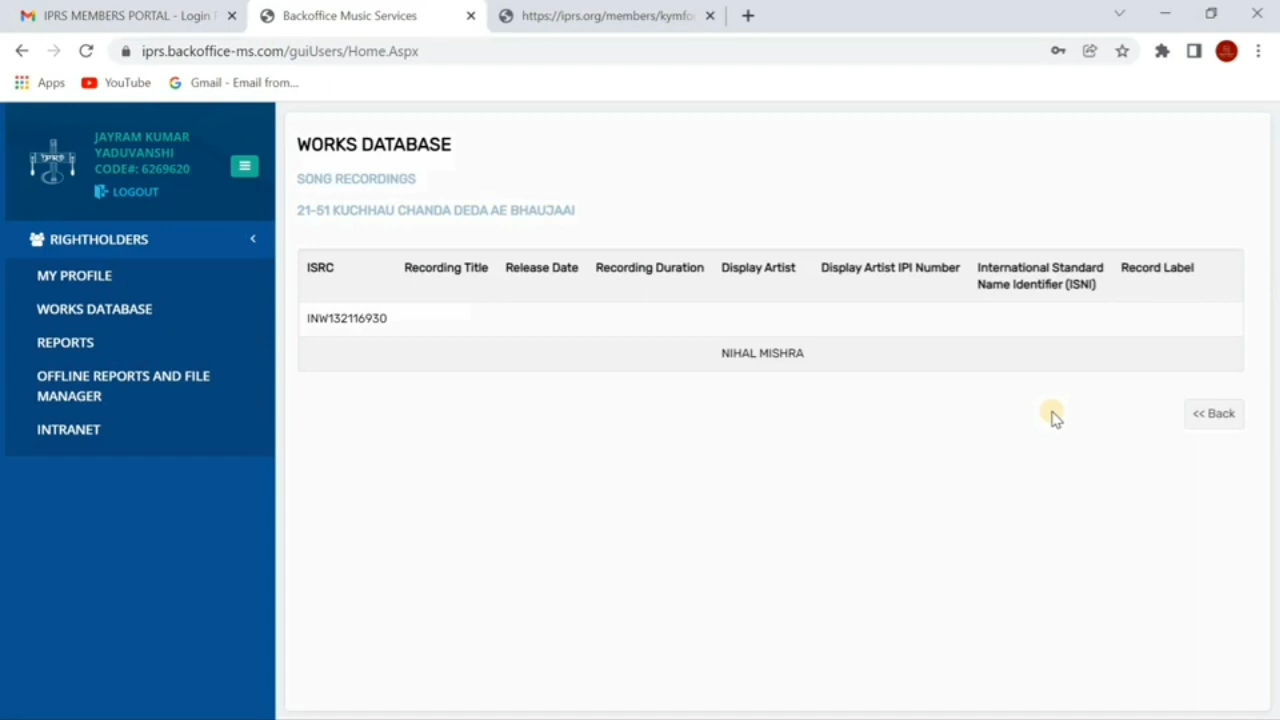 IPRS MEMBERS PORTAL - Login
Backoffice Music Services
https://iprs.org/members/kymfo
iprs.backoffice-ms.com/guiUsers/Home.Aspx
Apps
YouTube
Gmail - Email from...
IPRS
JAYRAM KUMAR
YADUVANSHI
CODE#: 6269620
LOGOUT
RIGHTHOLDERS
MY PROFILE
WORKS DATABASE
REPORTS
OFFLINE REPORTS AND FILE
MANAGER
INTRANET
WORKS DATABASE
SONG RECORDINGS
21-51 KUCHHAU CHANDA DEDA AE BHAUJAAI
ISRC Recording Title Release Date Recording Duration Display Artist Display Artist IPI Number International Standard Record Label
Name Identifier (ISNI)
INW132116930
NIHAL MISHRA
<< Back